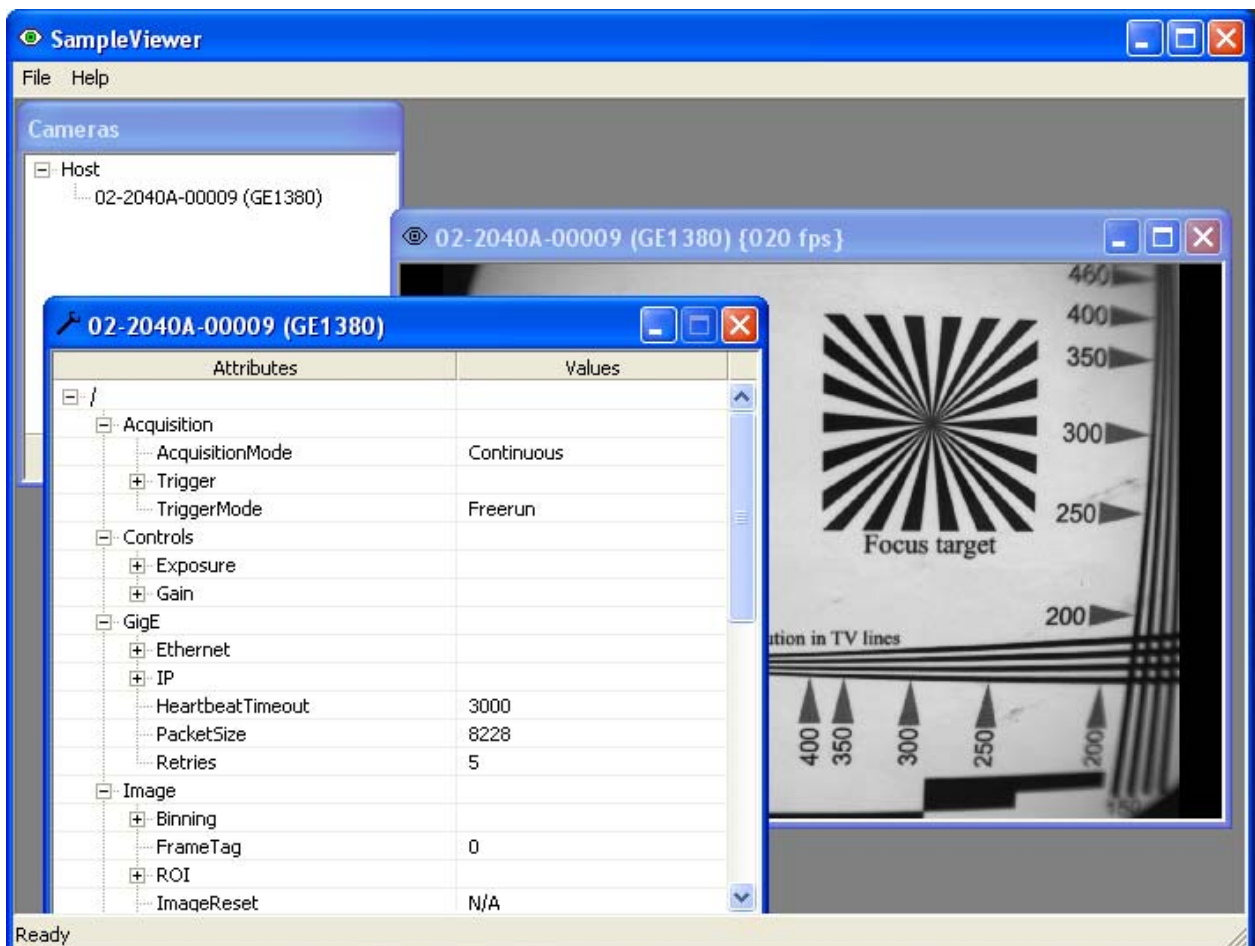 SampleViewer
File Help
Cameras
Host
02-2040A-00009 (GE1380)
02-2040A-00009 (GE1380) {020 fps}
460
400
350
300
250
200
Focus target
in TV lines
400 350 300 250 200
150
02-2040A-00009 (GE1380)
Attributes Values
/
Acquisition
AcquisitionMode Continuous
Trigger
TriggerMode Freerun
Controls
Exposure
Gain
GigE
Ethernet
IP
HeartbeatTimeout 3000
PacketSize 8228
Retries 5
Image
Binning
FrameTag 0
ROI
ImageReset N/A
Ready